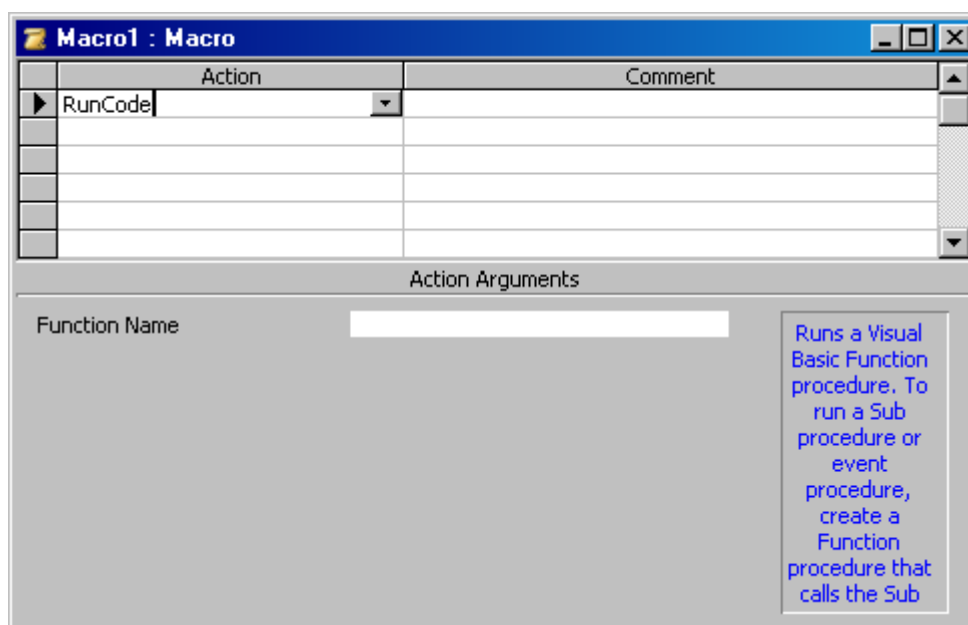 Macro1 : Macro
Action Comment
RunCode
Action Arguments
Function Name
Runs a Visual
Basic Function
procedure. To
run a Sub
procedure or
event
procedure,
create a
Function
procedure that
calls the Sub